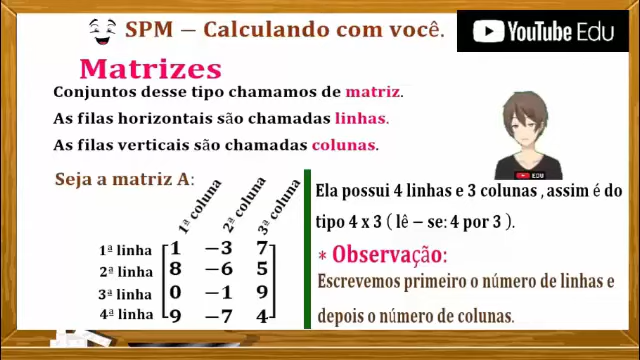 SPM − Calculando com você.
YouTube Edu
Matrizes
Conjuntos desse tipo chamamos de matriz.
As filas horizontais são chamadas linhas.
As filas verticais são chamadas colunas.
EDU
Seja a matriz A:
1ª coluna 2ª coluna 3ª coluna
1ª linha 1 −3 7
2ª linha 8 −6 5
3ª linha 0 −1 9
4ª linha 9 −7 4
Ela possui 4 linhas e 3 colunas , assim é do
tipo 4 x 3 ( lê − se: 4 por 3 ).
* Observação:
Escrevemos primeiro o número de linhas e
depois o número de colunas.